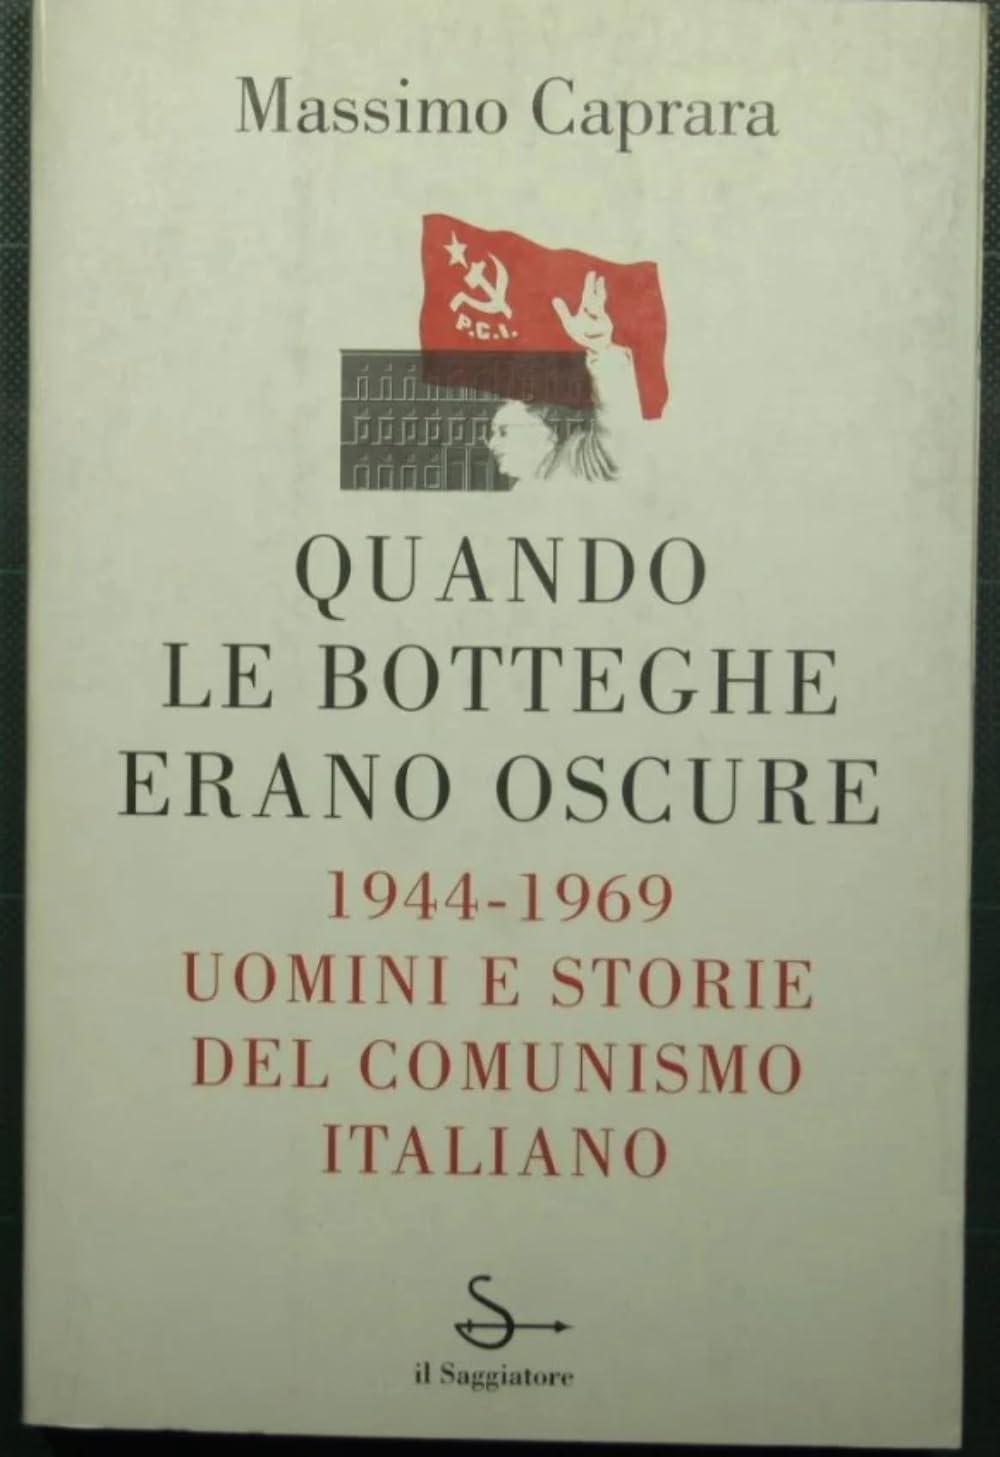 Massimo Caprara
P.C.I.
QUANDO
LE BOTTEGHE
ERANO OSCURE
1944-1969
UOMINI E STORIE
DEL COMUNISMO
ITALIANO
il Saggiatore